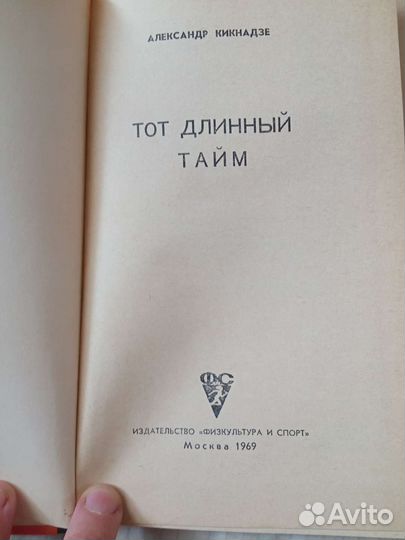 АЛЕКСАНДР КИКНАДЗЕ
ТОТ ДЛИННЫЙ
ТАЙМ
ФС
ИЗДАТЕЛЬСТВО «ФИЗКУЛЬТУРА И СПОРТ»
Москва 1969
Avito